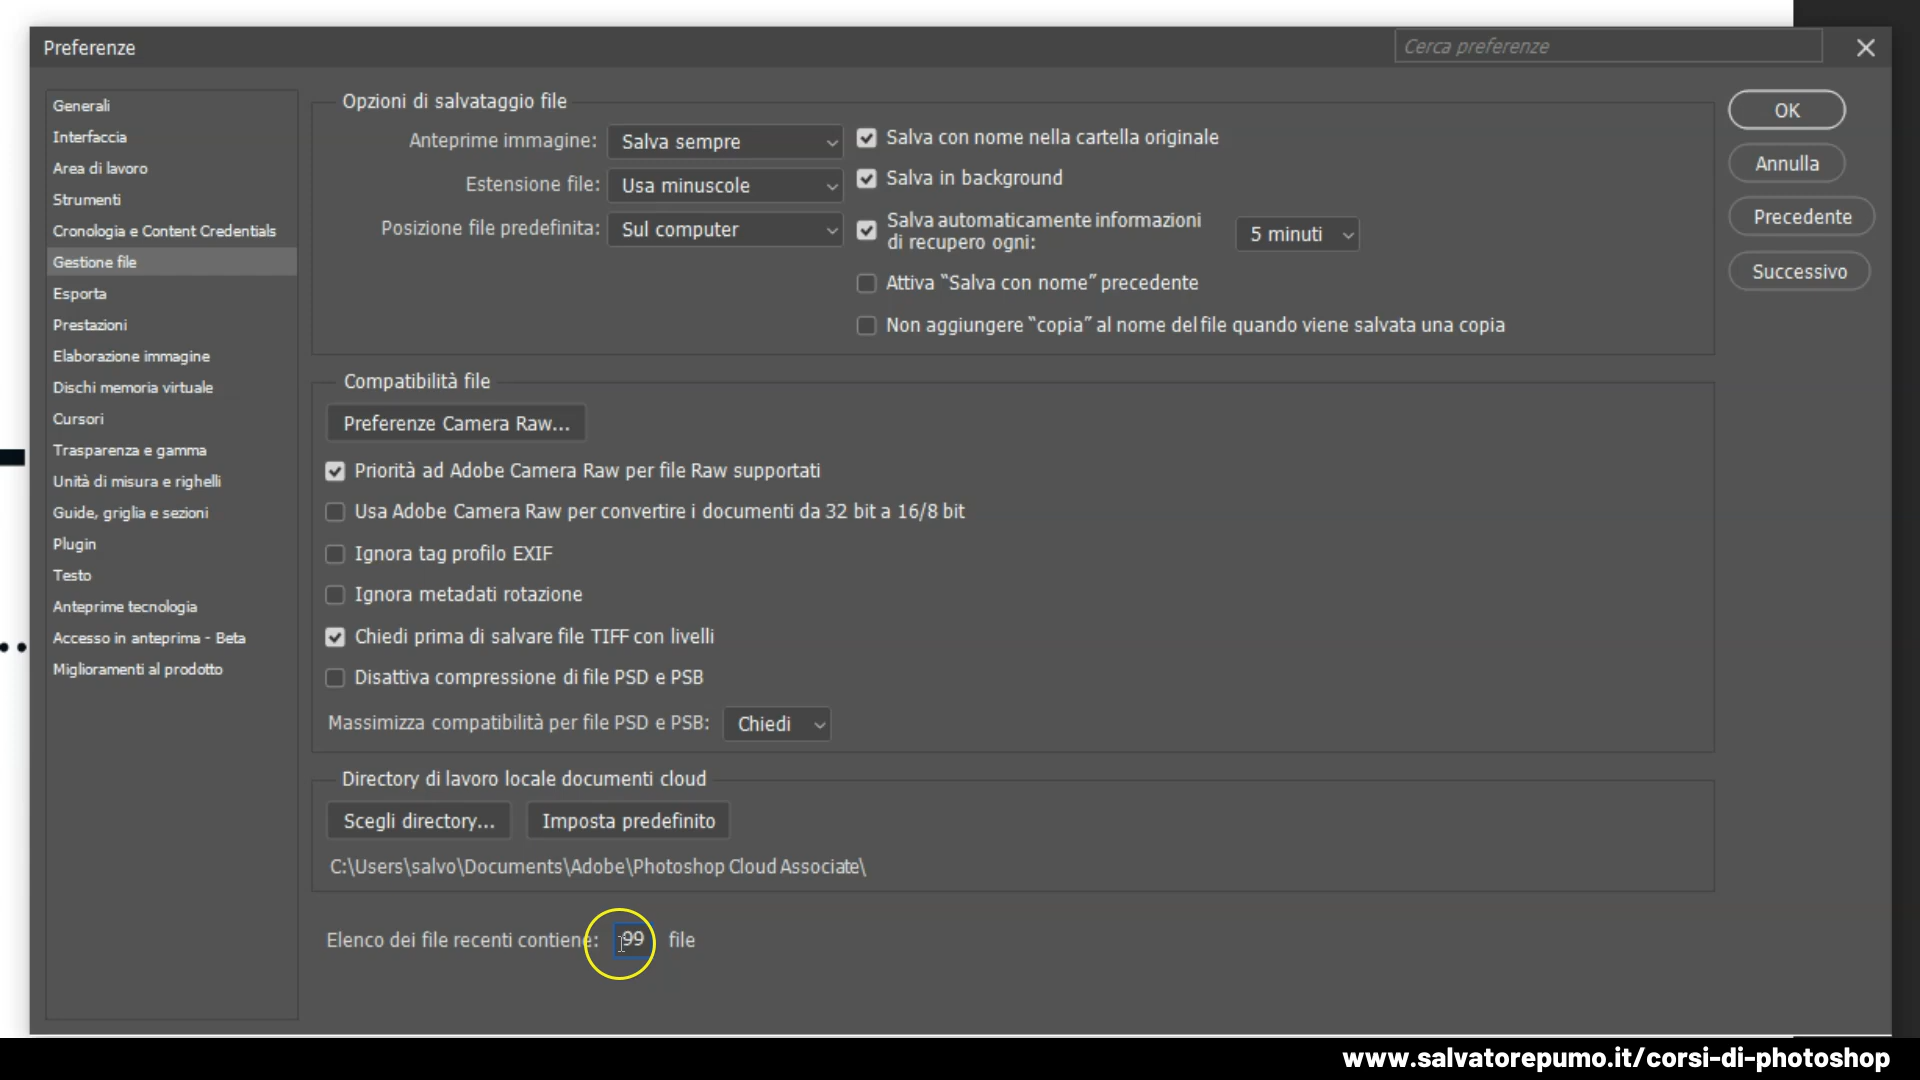 Preferenze
Cerca preferenze
Generali
Interfaccia
Area di lavoro
Strumenti
Cronologia e Content Credentials
Gestione file
Esporta
Prestazioni
Elaborazione immagine
Dischi memoria virtuale
Cursori
Trasparenza e gamma
Unità di misura e righelli
Guide, griglia e sezioni
Plugin
Testo
Anteprime tecnologia
Accesso in anteprima - Beta
Miglioramenti al prodotto
Opzioni di salvataggio file
Anteprime immagine: Salva sempre
Estensione file: Usa minuscole
Posizione file predefinita: Sul computer
Salva con nome nella cartella originale
Salva in background
Salva automaticamente informazioni
di recupero ogni: 5 minuti
Attiva “Salva con nome” precedente
Non aggiungere “copia” al nome del file quando viene salvata una copia
Compatibilità file
Preferenze Camera Raw...
Priorità ad Adobe Camera Raw per file Raw supportati
Usa Adobe Camera Raw per convertire i documenti da 32 bit a 16/8 bit
Ignora tag profilo EXIF
Ignora metadati rotazione
Chiedi prima di salvare file TIFF con livelli
Disattiva compressione di file PSD e PSB
Massimizza compatibilità per file PSD e PSB: Chiedi
Directory di lavoro locale documenti cloud
Scegli directory... Imposta predefinito
C:\Users\salvo\Documents\Adobe\Photoshop Cloud Associate\
Elenco dei file recenti contiene: 99 file
OK
Annulla
Precedente
Successivo
www.salvatorepumo.it/corsi-di-photoshop